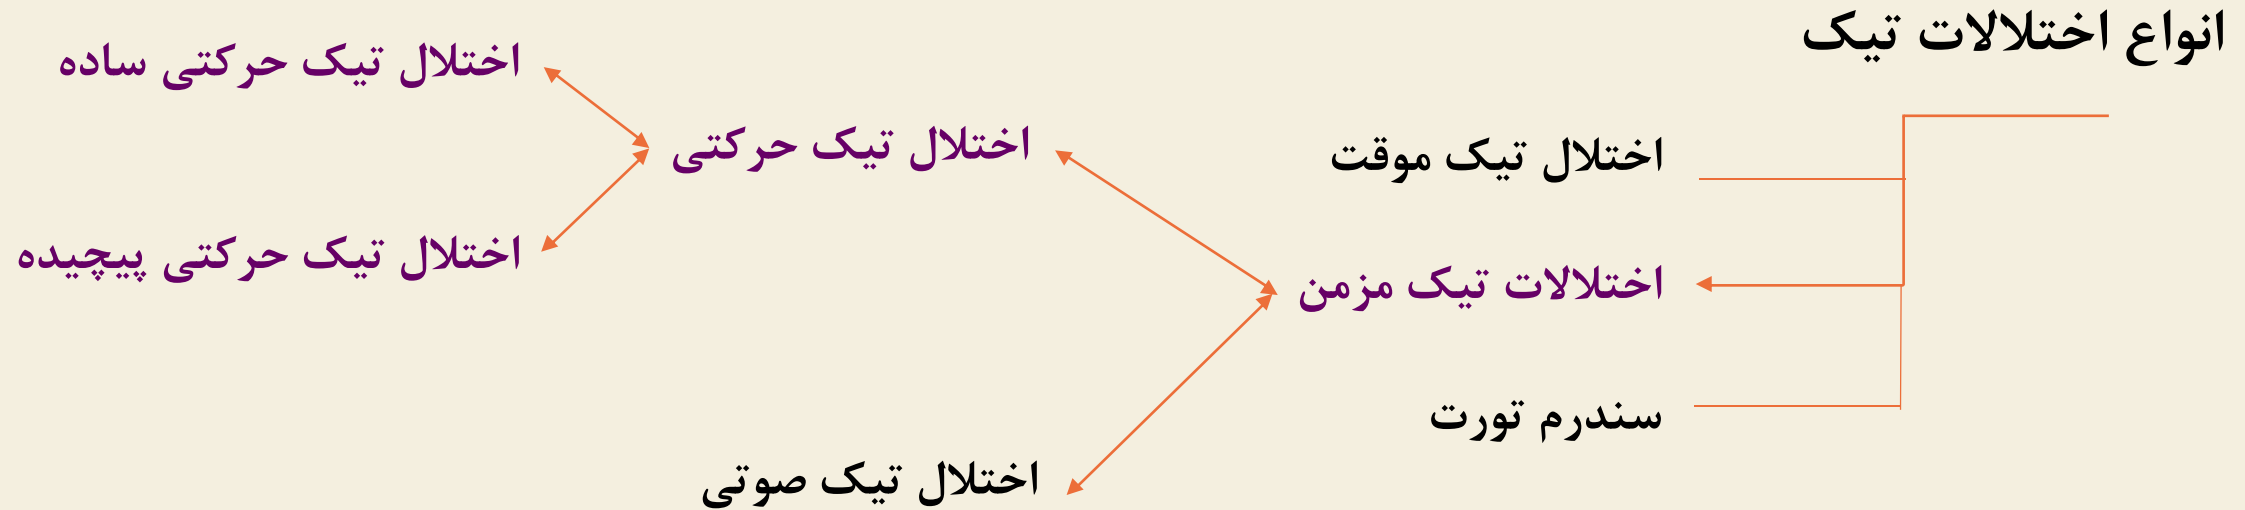 انواع اختلالات تیک
اختلال تیک موقت
اختلالات تیک مزمن
سندرم تورت
اختلال تیک حرکتی
اختلال تیک صوتی
اختلال تیک حرکتی ساده
اختلال تیک حرکتی پیچیده